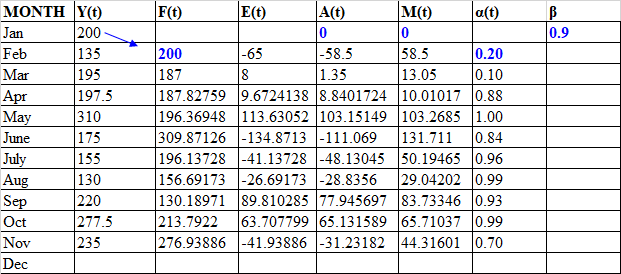 MONTH Y(t) F(t) E(t) A(t) M(t) α(t) β
Jan 200 0 0 0.9
Feb 135 200 -65 -58.5 58.5 0.20
Mar 195 187 8 1.35 13.05 0.10
Apr 197.5 187.82759 9.6724138 8.8401724 10.01017 0.88
May 310 196.36948 113.63052 103.15149 103.2685 1.00
June 175 309.87126 -134.8713 -111.069 131.711 0.84
July 155 196.13728 -41.13728 -48.13045 50.19465 0.96
Aug 130 156.69173 -26.69173 -28.8356 29.04202 0.99
Sep 220 130.18971 89.810285 77.945697 83.73346 0.93
Oct 277.5 213.7922 63.707799 65.131589 65.71037 0.99
Nov 235 276.93886 -41.93886 -31.23182 44.31601 0.70
Dec